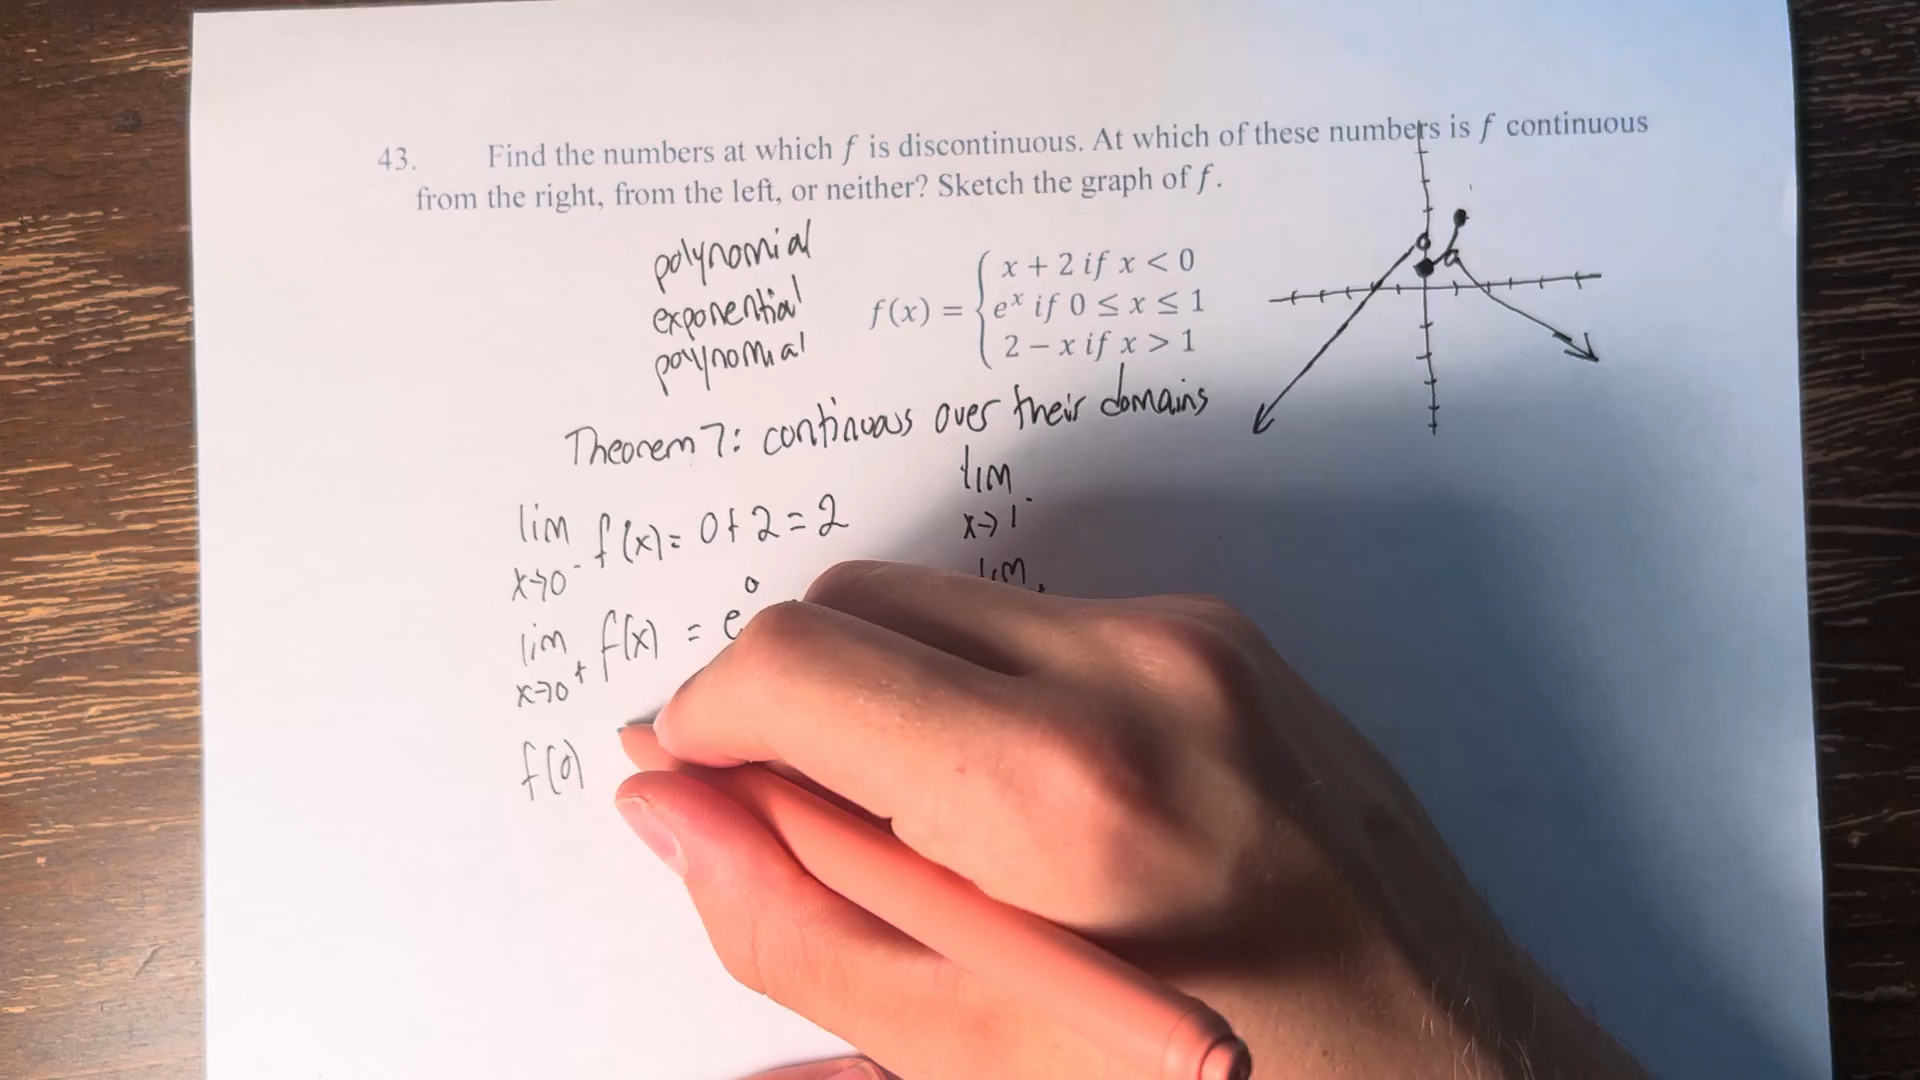 43. Find the numbers at which f is discontinuous. At which of these numbers is f continuous
from the right, from the left, or neither? Sketch the graph of f.
polynomial
exponential
polynomial
f(x) = { x + 2 if x < 0
e^x if 0 ≤ x ≤ 1
2 − x if x > 1
Theorem 7: continuous over their domains
lim x→0⁻ f(x) = 0+2 = 2
lim x→0⁺ f(x) = e^0
f(0)
lim x→1⁻
lim